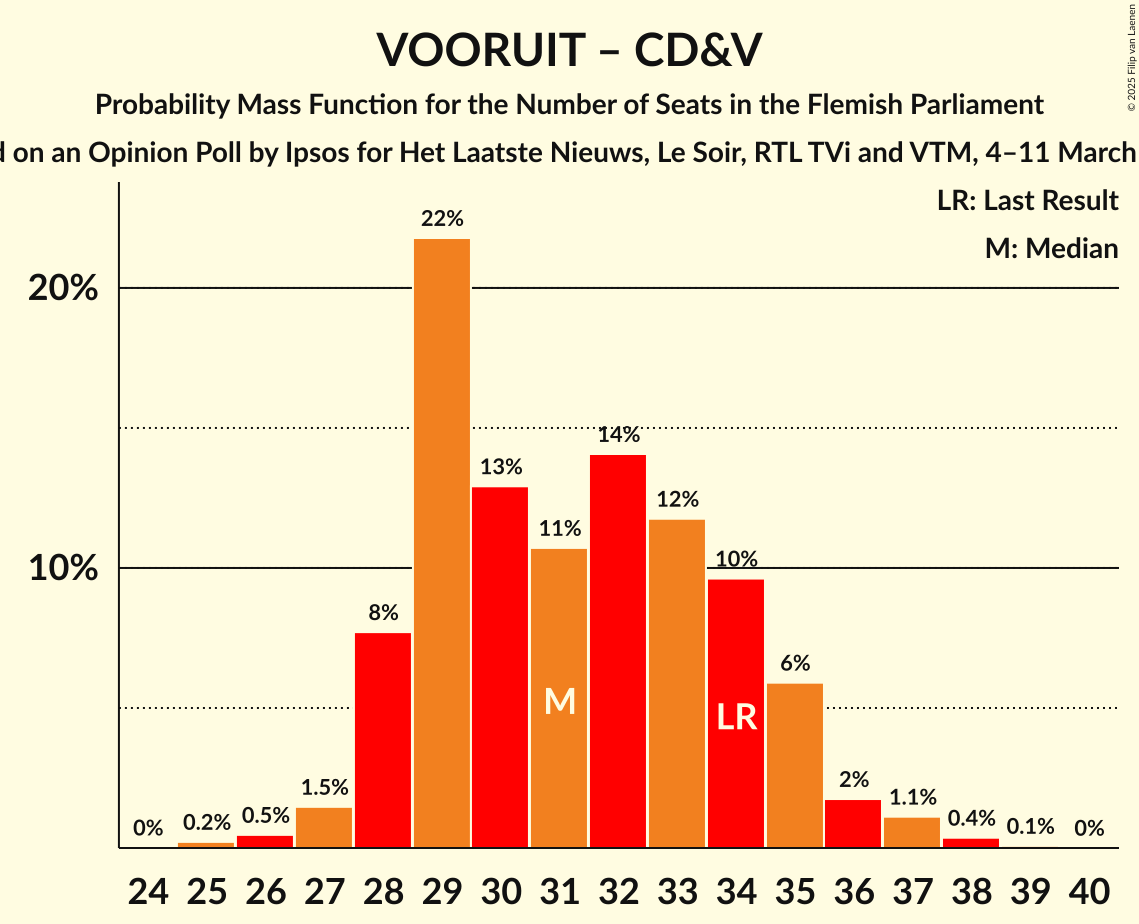 VOORUIT – CD&V
Probability Mass Function for the Number of Seats in the Flemish Parliament
on an Opinion Poll by Ipsos for Het Laatste Nieuws, Le Soir, RTL TVi and VTM, 4–11 March
© 2025 Filip van Laenen
LR: Last Result
M: Median
22%
20%
14%
13%
12%
11%
10%
10%
8%
6%
M
LR
2%
1.5%
1.1%
0.5%
0.4%
0.2%
0.1%
0%
0%
24 25 26 27 28 29 30 31 32 33 34 35 36 37 38 39 40